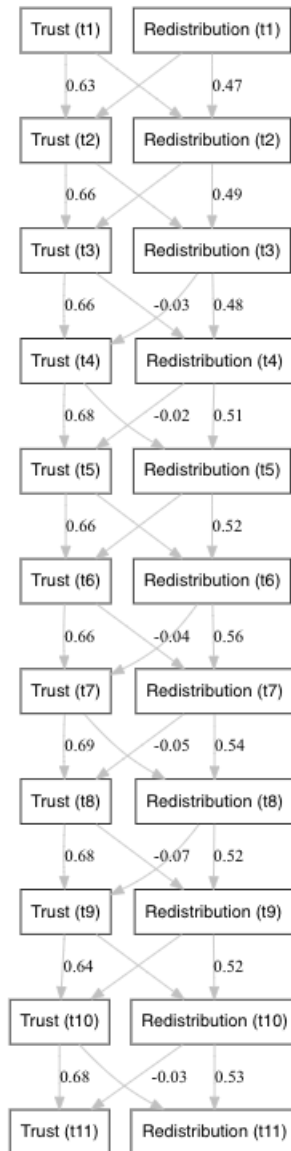 Trust (t1) Redistribution (t1)
0.63 0.47
Trust (t2) Redistribution (t2)
0.66 0.49
Trust (t3) Redistribution (t3)
0.66 -0.03 0.48
Trust (t4) Redistribution (t4)
0.68 -0.02 0.51
Trust (t5) Redistribution (t5)
0.66 0.52
Trust (t6) Redistribution (t6)
0.66 -0.04 0.56
Trust (t7) Redistribution (t7)
0.69 -0.05 0.54
Trust (t8) Redistribution (t8)
0.68 -0.07 0.52
Trust (t9) Redistribution (t9)
0.64 0.52
Trust (t10) Redistribution (t10)
0.68 -0.03 0.53
Trust (t11) Redistribution (t11)